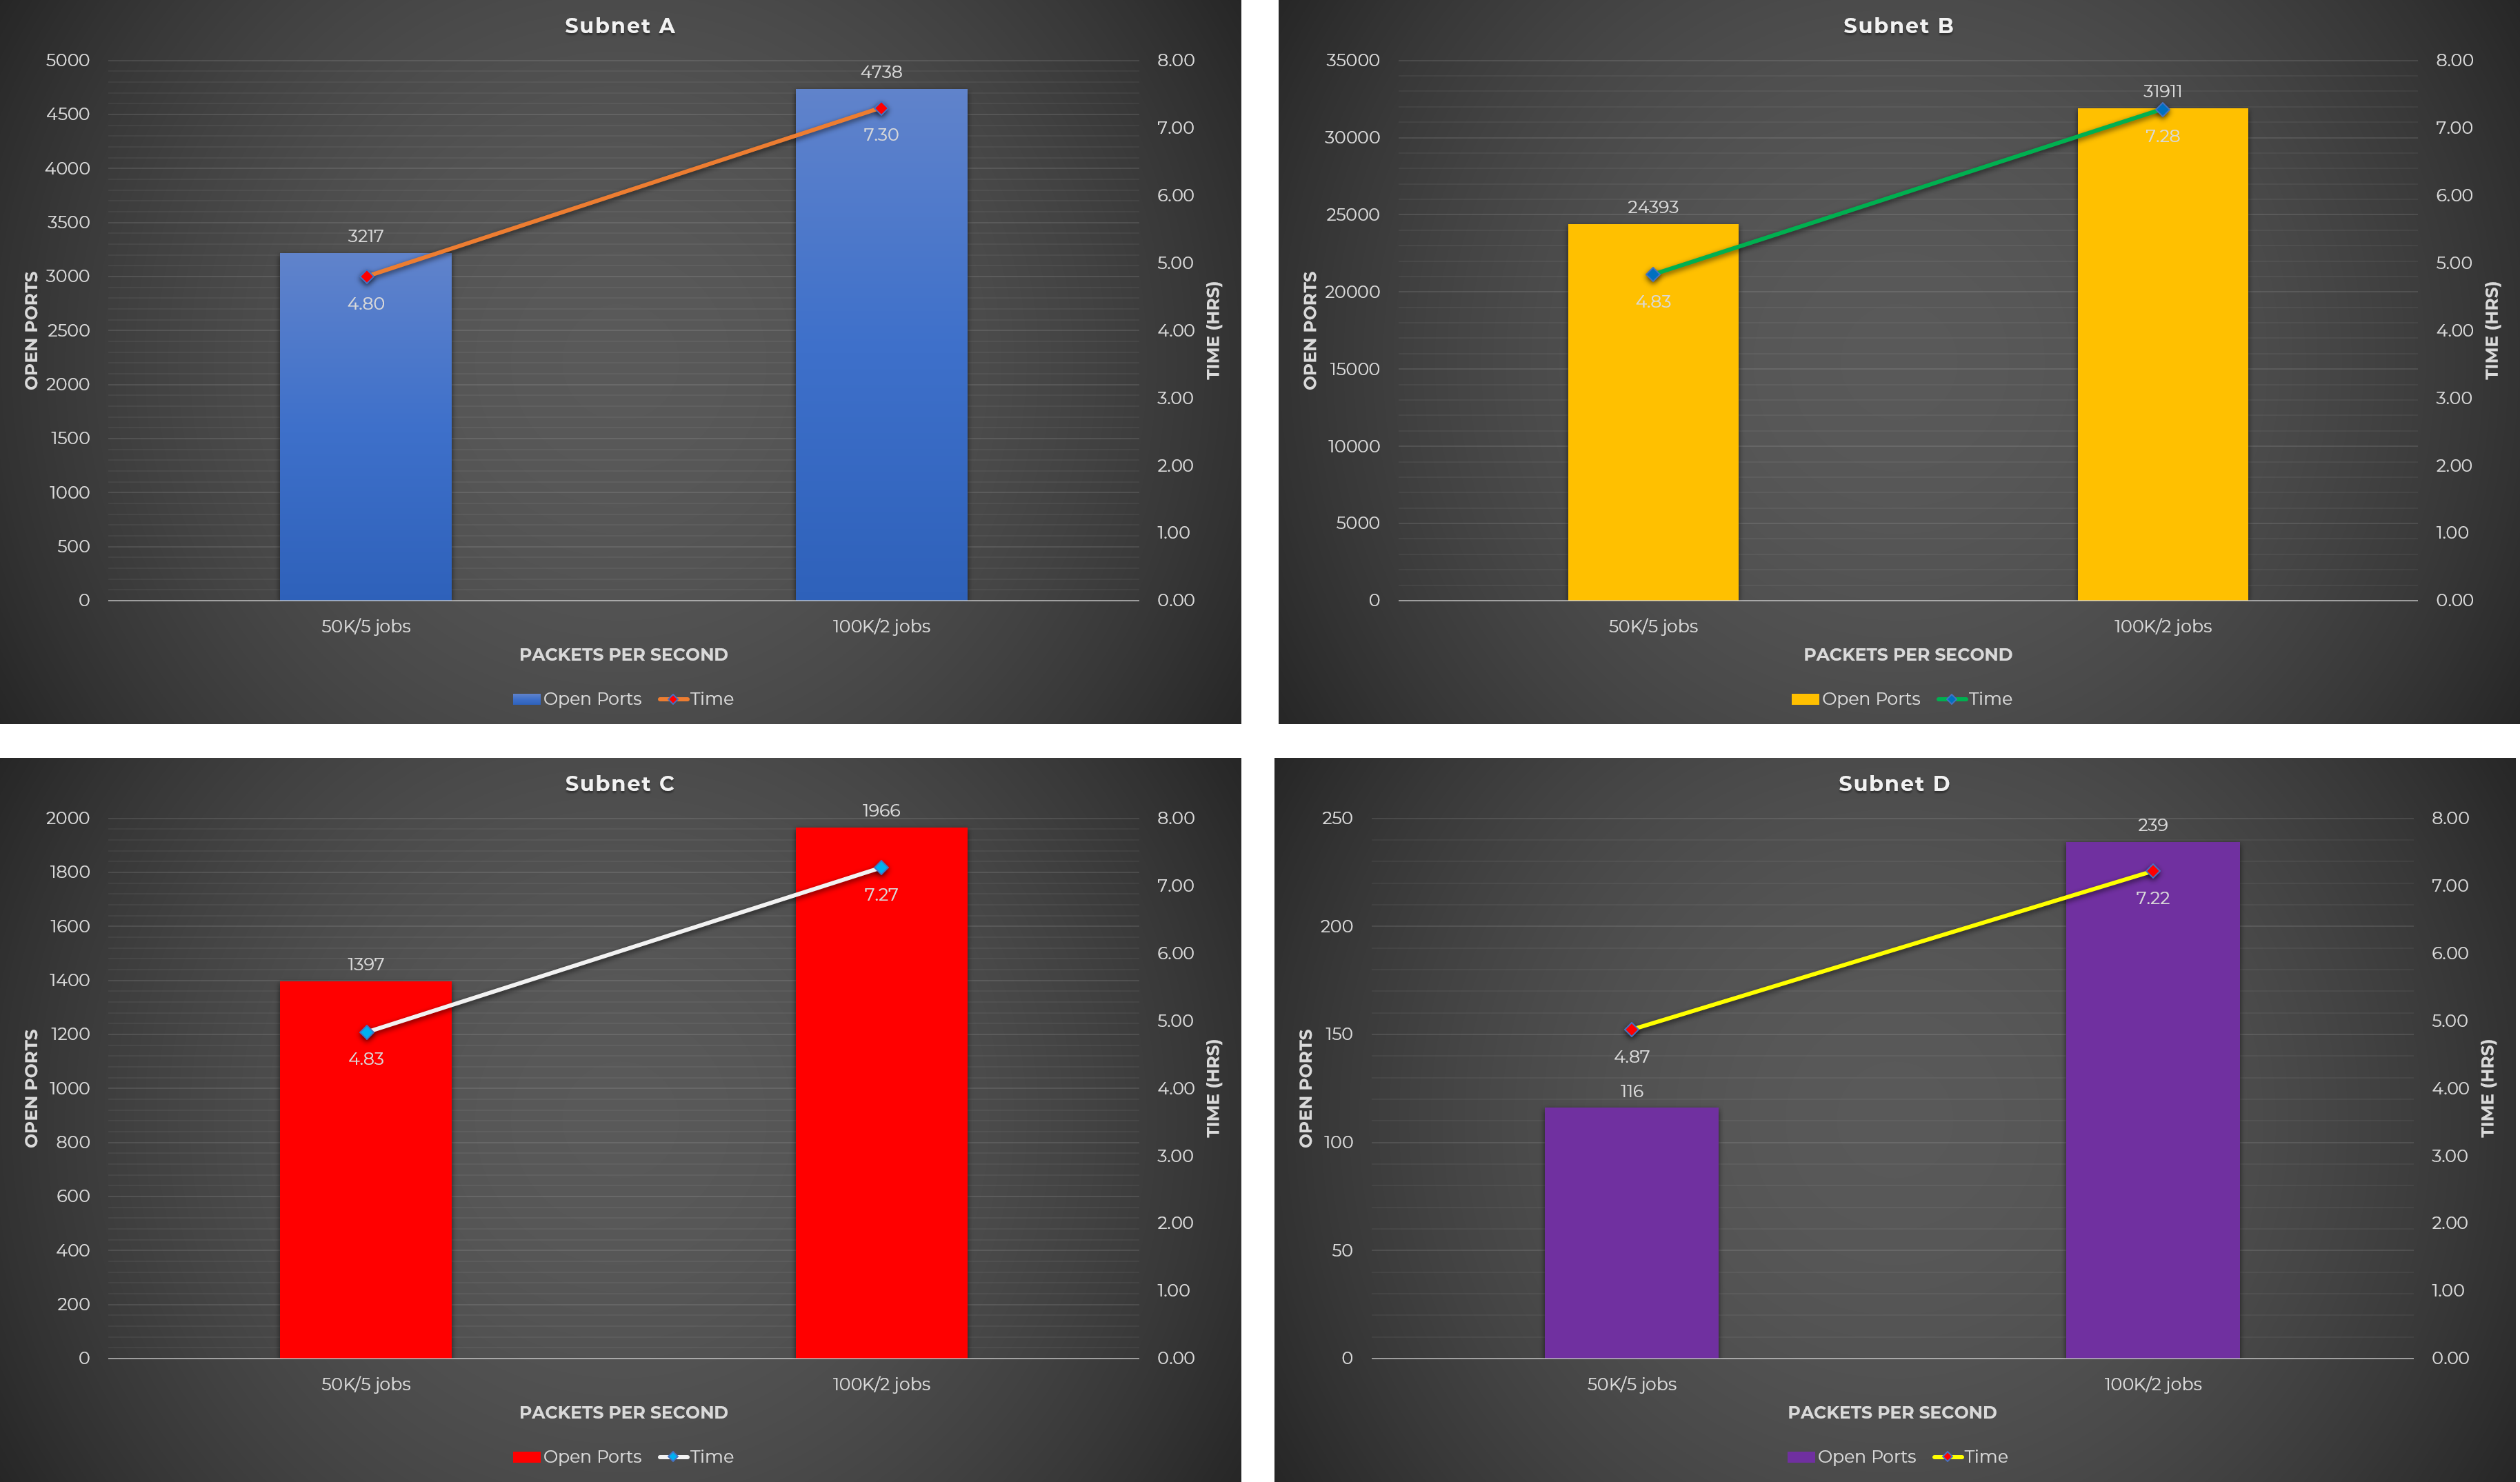 Subnet A
5000
4500
4000
3500
3000
2500
2000
1500
1000
500
0
OPEN PORTS
3217
4738
4.80
7.30
8.00
7.00
6.00
5.00
4.00
3.00
2.00
1.00
0.00
TIME (HRS)
50K/5 jobs
100K/2 jobs
PACKETS PER SECOND
Open Ports
Time
Subnet B
35000
30000
25000
20000
15000
10000
5000
0
OPEN PORTS
24393
31911
4.83
7.28
8.00
7.00
6.00
5.00
4.00
3.00
2.00
1.00
0.00
TIME (HRS)
50K/5 jobs
100K/2 jobs
PACKETS PER SECOND
Open Ports
Time
Subnet C
2000
1800
1600
1400
1200
1000
800
600
400
200
0
OPEN PORTS
1397
1966
4.83
7.27
8.00
7.00
6.00
5.00
4.00
3.00
2.00
1.00
0.00
TIME (HRS)
50K/5 jobs
100K/2 jobs
PACKETS PER SECOND
Open Ports
Time
Subnet D
250
200
150
100
50
0
OPEN PORTS
116
239
4.87
7.22
8.00
7.00
6.00
5.00
4.00
3.00
2.00
1.00
0.00
TIME (HRS)
50K/5 jobs
100K/2 jobs
PACKETS PER SECOND
Open Ports
Time